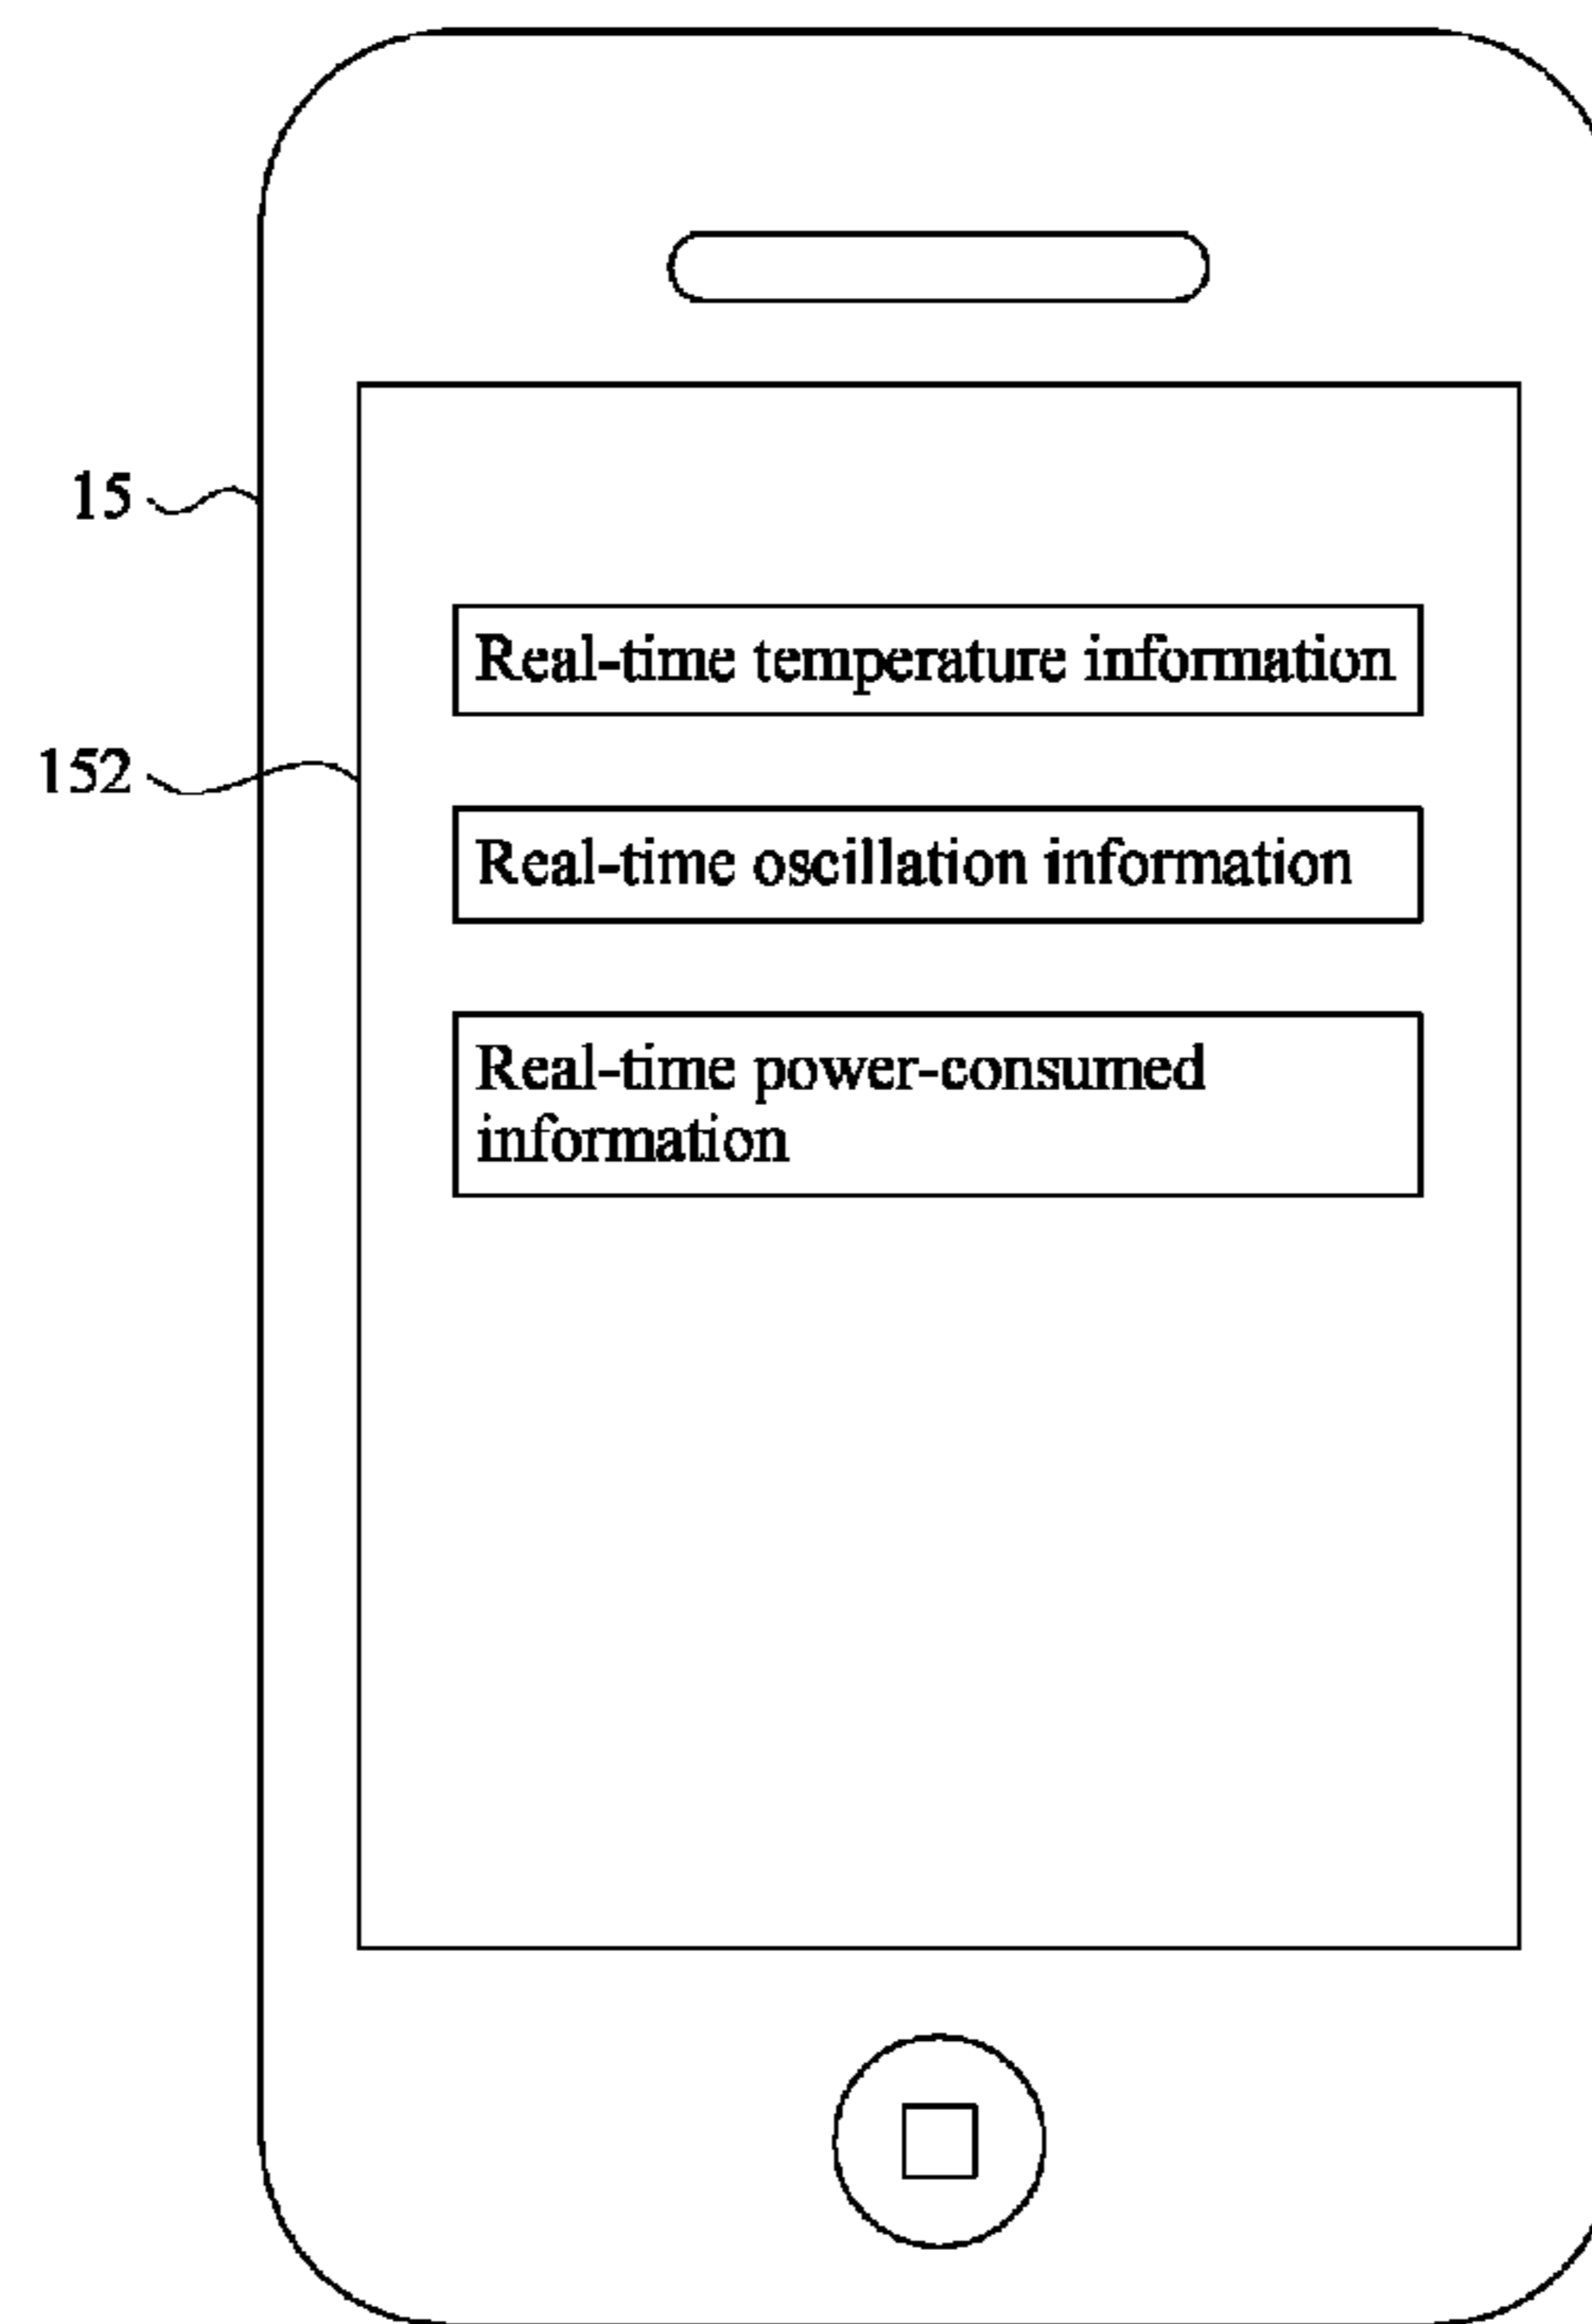 15
Real-time temperature information
152
Real-time oscillation information
Real-time power-consumed
information